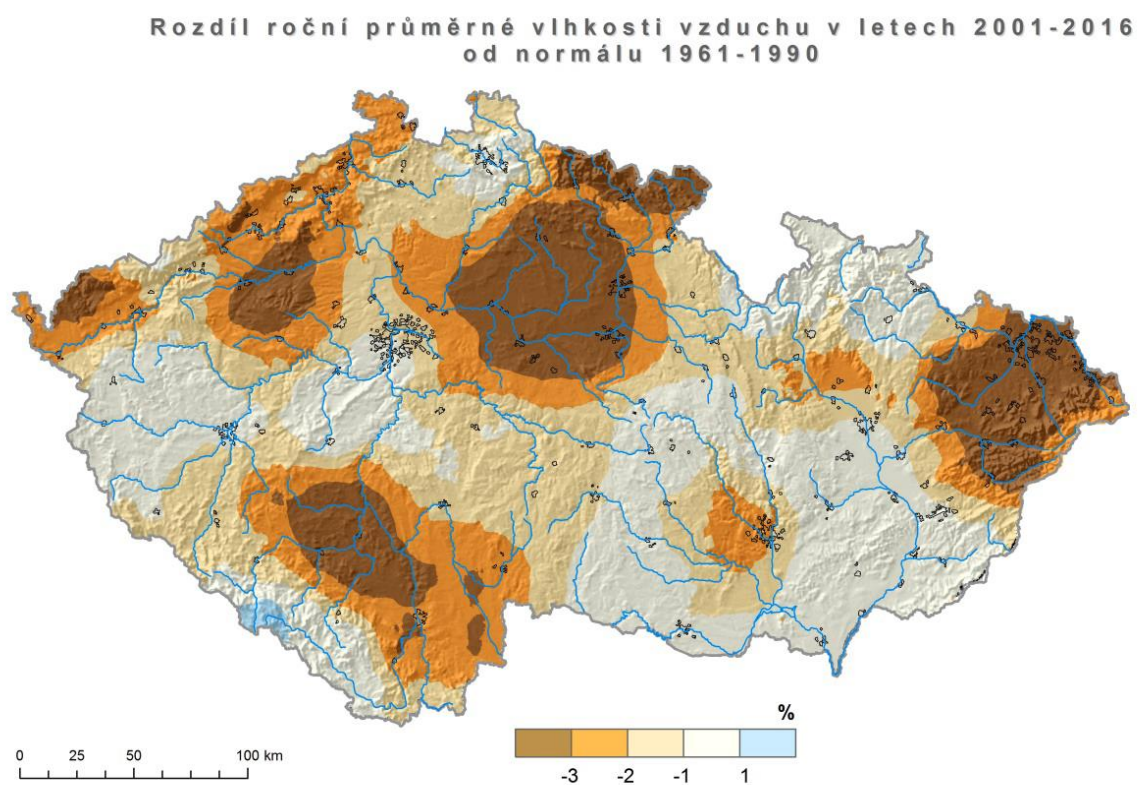 Rozdíl roční průměrné vlhkosti vzduchu v letech 2001-2016
od normálu 1961-1990
%
0 25 50 100 km
-3 -2 -1 1